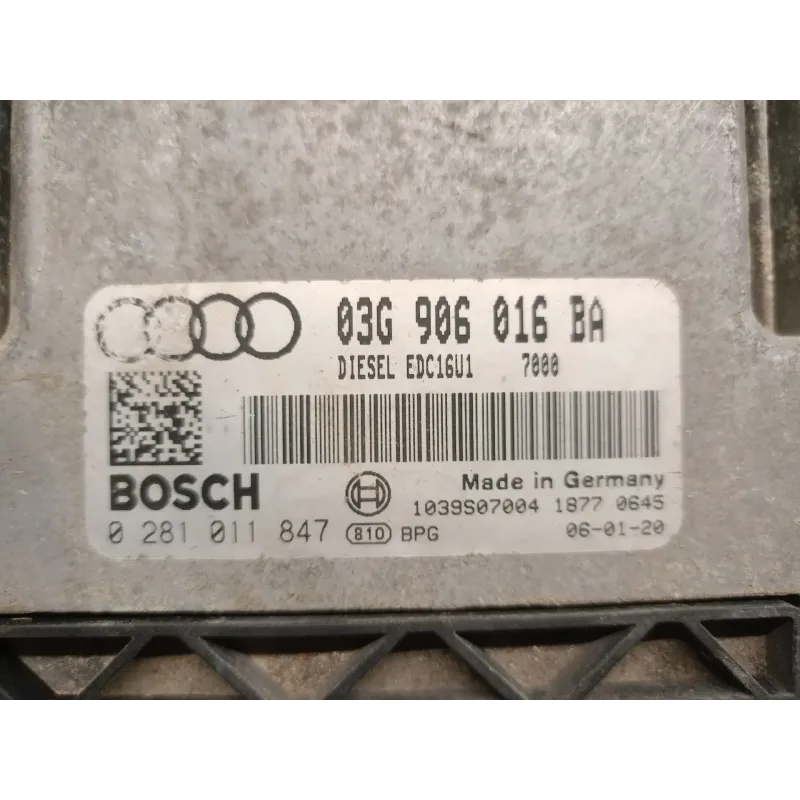 03G 906 016 BA
DIESEL EDC16U1 7000
BOSCH
Made in Germany
1039S07004 1877 0645
0 281 011 847 810 BPG 06-01-20